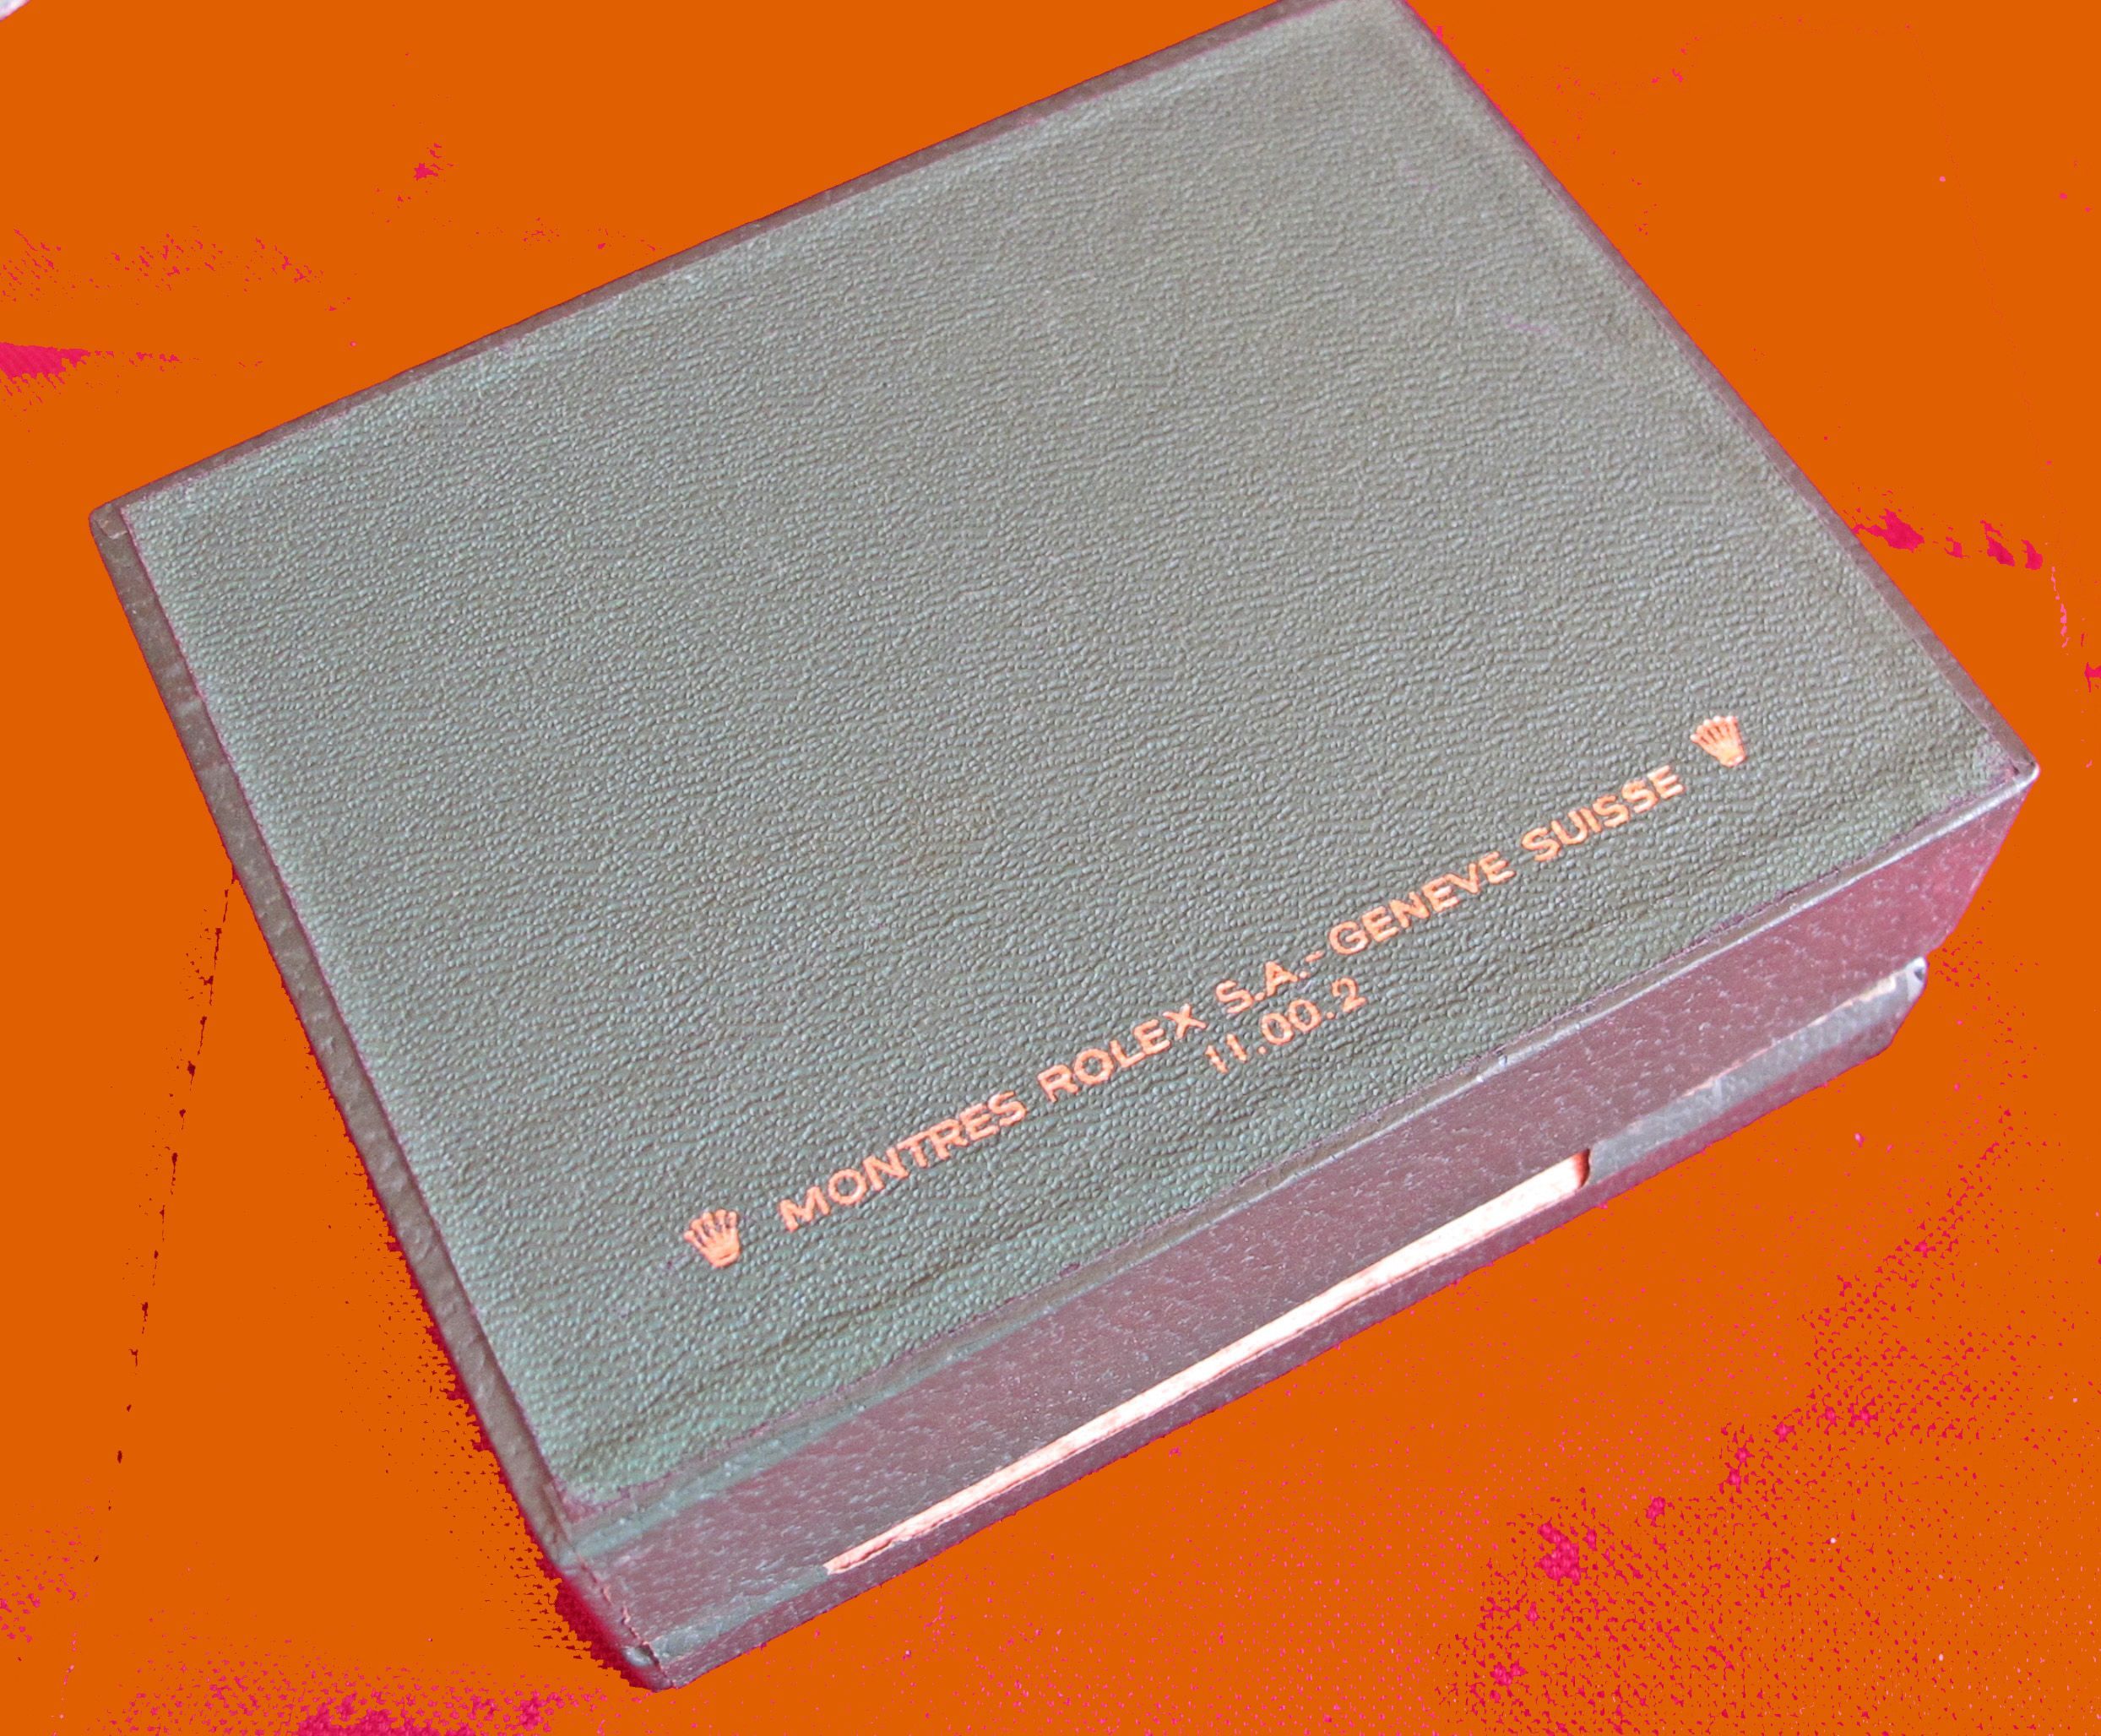 MONTRES ROLEX S.A.-GENEVE SUISSE
11.00.2